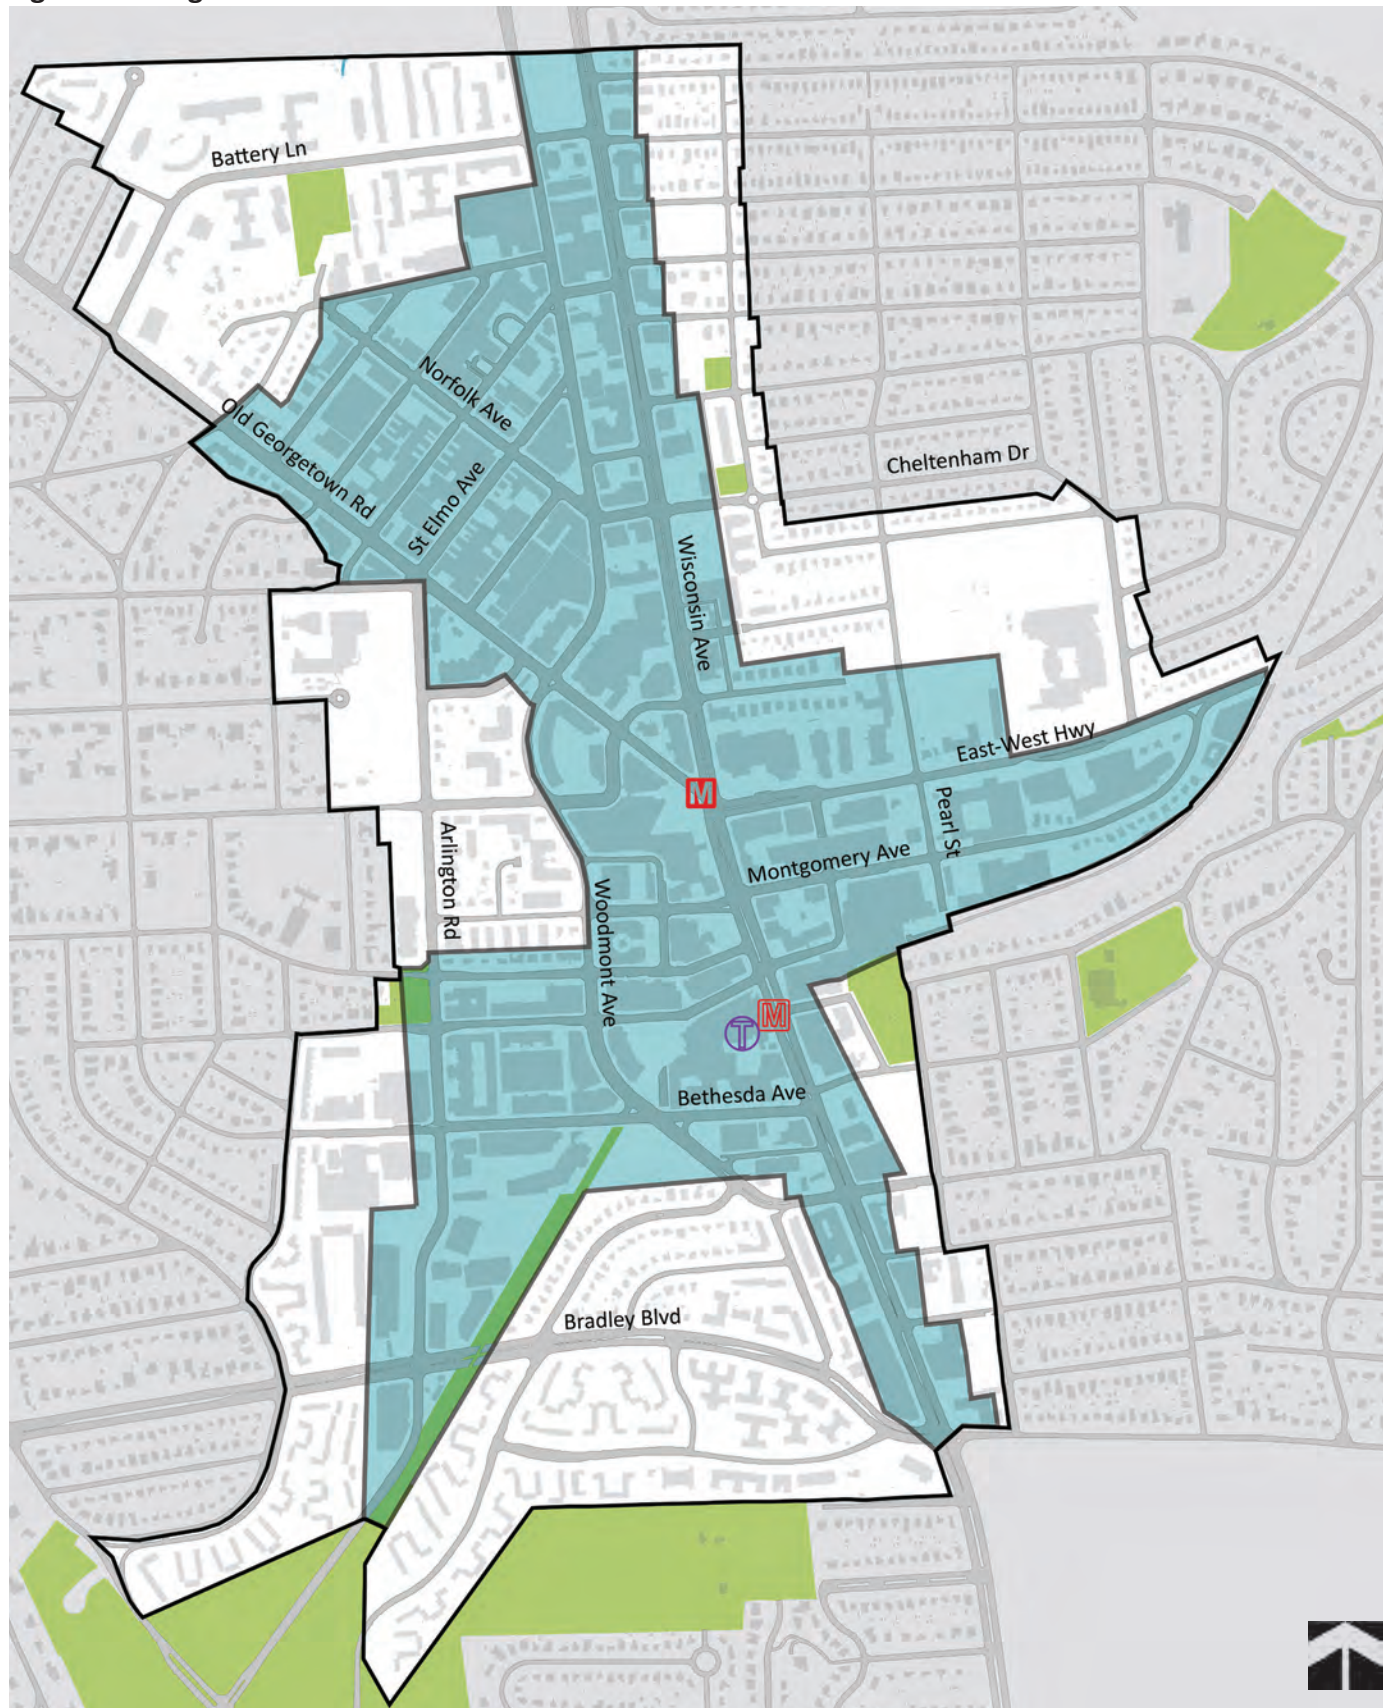 Battery Ln
Norfolk Ave
Old Georgetown Rd
St Elmo Ave
Cheltenham Dr
Wisconsin Ave
East-West Hwy
M
Pearl St
Arlington Rd
Montgomery Ave
Woodmont Ave
M
T
Bethesda Ave
Bradley Blvd